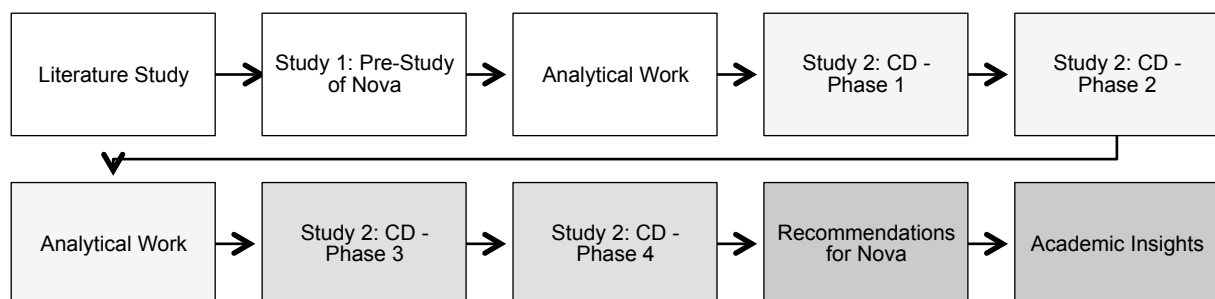 Literature Study
Study 1: Pre-Study
of Nova
Analytical Work
Study 2: CD -
Phase 1
Study 2: CD -
Phase 2
Analytical Work
Study 2: CD -
Phase 3
Study 2: CD -
Phase 4
Recommendations
for Nova
Academic Insights